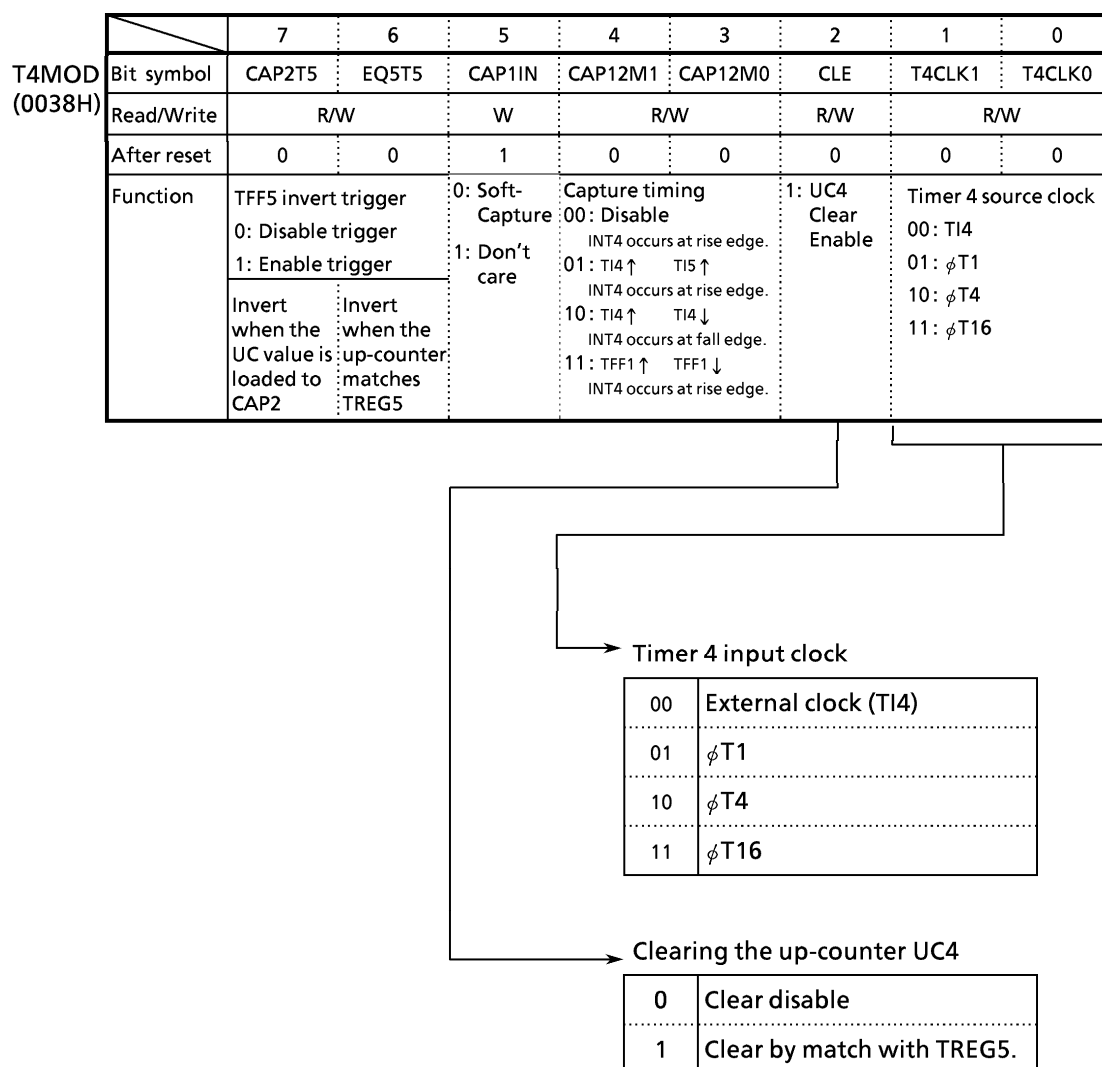 7 6 5 4 3 2 1 0
T4MOD
(0038H)
Bit symbol CAP2T5 EQ5T5 CAP1IN CAP12M1 CAP12M0 CLE T4CLK1 T4CLK0
Read/Write R/W W R/W R/W R/W
After reset 0 0 1 0 0 0 0 0
Function
TFF5 invert trigger
0: Disable trigger
1: Enable trigger
Invert
when the
UC value is
loaded to
CAP2
Invert
when the
up-counter
matches
TREG5
0: Soft-
Capture
1: Don't
care
Capture timing
00: Disable
INT4 occurs at rise edge.
01: TI4↑ TI5↑
INT4 occurs at rise edge.
10: TI4↑ TI4↓
INT4 occurs at fall edge.
11: TFF1↑ TFF1↓
INT4 occurs at rise edge.
1: UC4
Clear
Enable
Timer 4 source clock
00: TI4
01: ϕT1
10: ϕT4
11: ϕT16
Timer 4 input clock
00 External clock (TI4)
01 ϕT1
10 ϕT4
11 ϕT16
Clearing the up-counter UC4
0 Clear disable
1 Clear by match with TREG5.